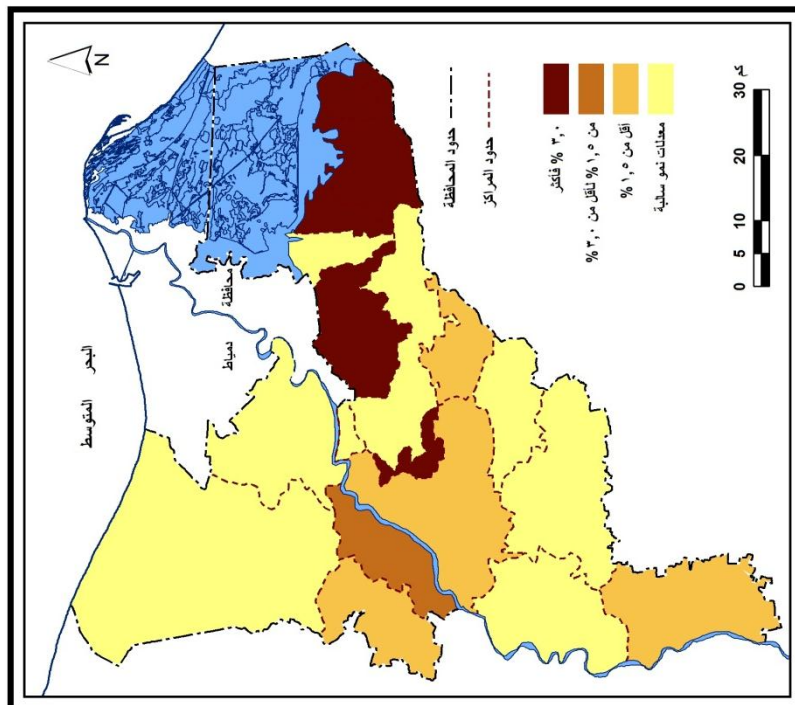 N
البحر
المتوسط
محافظة
دمياط
حدود المحافظة
حدود المراكز
٣,٠ % فأكثر
من ١,٥ % لأقل من ٣,٠ %
أقل من ١,٥ %
معدلات نمو سالبة
كم
0 5 10 20 30